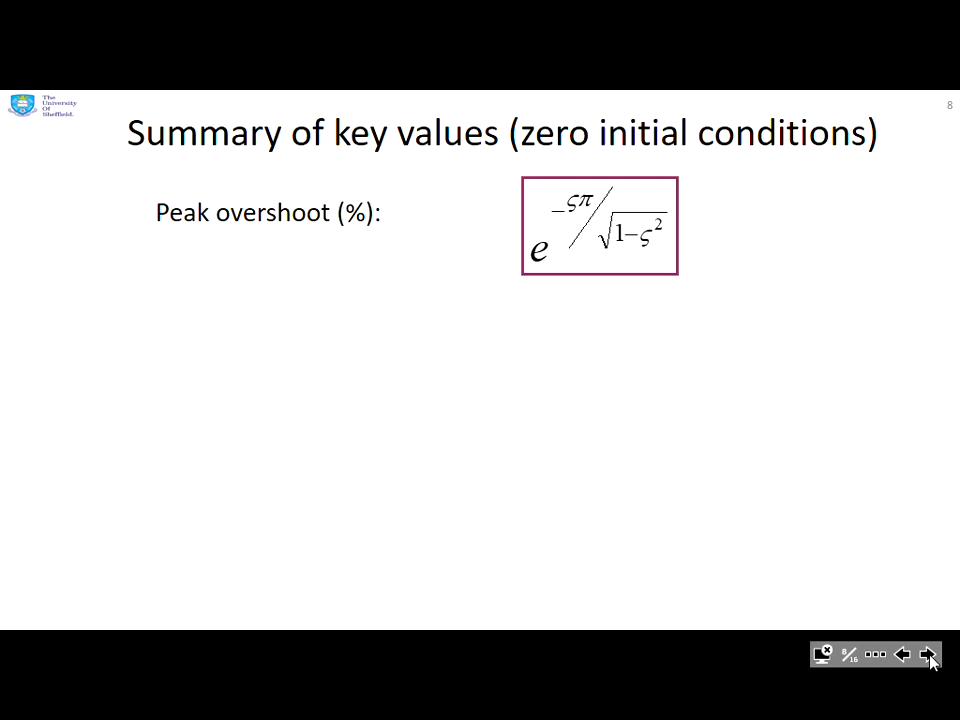 The
University
Of
Sheffield.
8
Summary of key values (zero initial conditions)
Peak overshoot (%):
e^{-ςπ/√(1−ς²)}
8/16